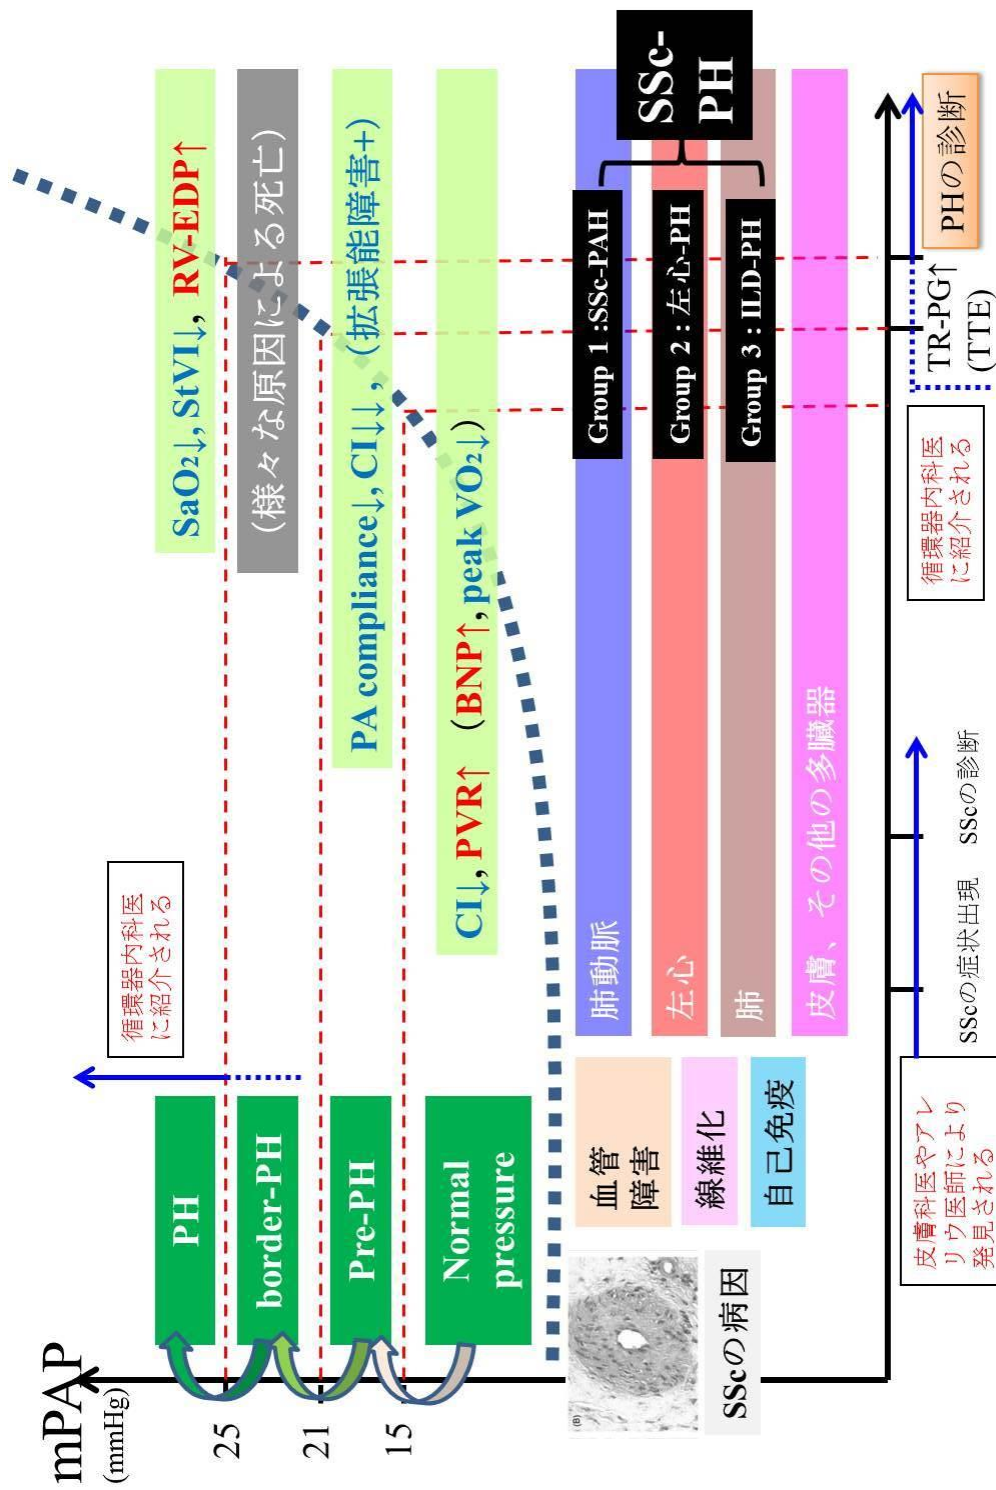 mPAP
(mmHg)
25
21
15
PH
border-PH
Pre-PH
Normal
pressure
循環器内科医
に紹介される
SaO₂↓, StVI↓, RV-EDP↑
(様々な原因による死亡)
PA compliance↓, CI↓↓, (拡張能障害+)
CI↓, PVR↑ (BNP↑, peak VO₂↓)
(B)
SScの病因
血管
障害
線維化
自己免疫
肺動脈
左心
肺
皮膚、その他の多臓器
Group 1 :SSc-PAH
Group 2 : 左心-PH
Group 3 : ILD-PH
SSc-
PH
皮膚科医やアレ
リウ医師により
発見される
SScの症状出現
SScの診断
循環器内科医
に紹介される
TR-PG↑
(TTE)
PHの診断